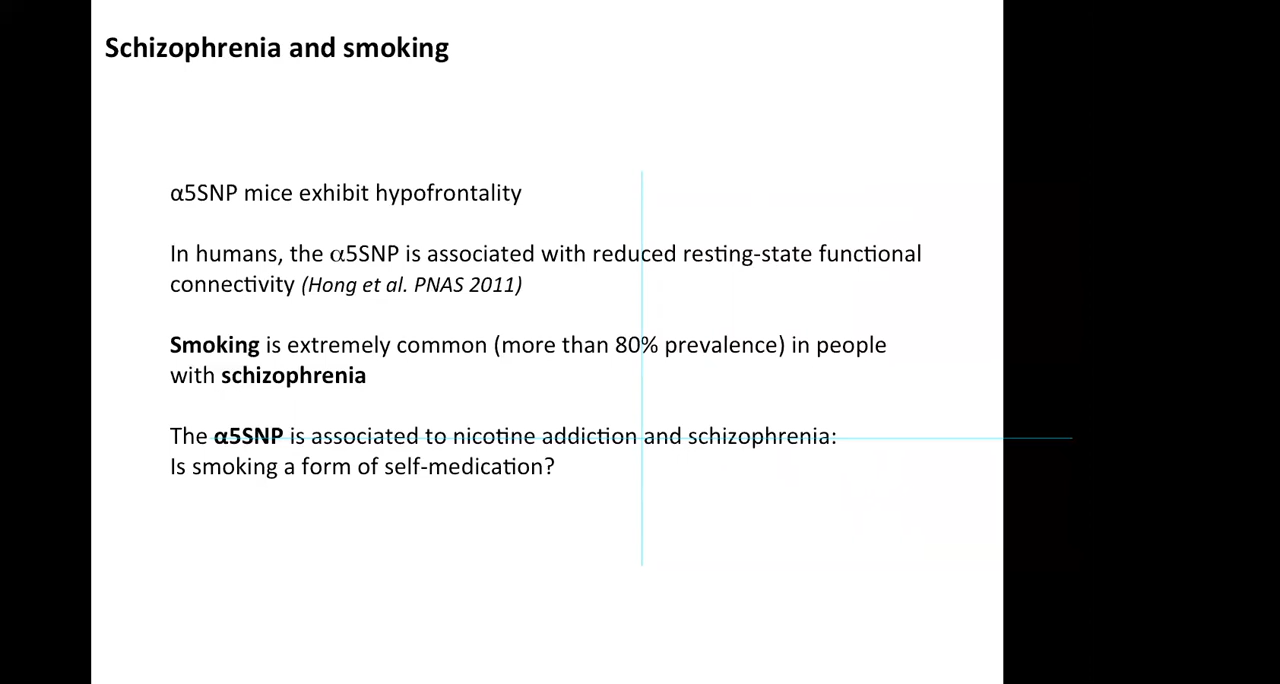 Schizophrenia and smoking
α5SNP mice exhibit hypofrontality
In humans, the α5SNP is associated with reduced resting-state functional
connectivity (Hong et al. PNAS 2011)
Smoking is extremely common (more than 80% prevalence) in people
with schizophrenia
The α5SNP is associated to nicotine addiction and schizophrenia:
Is smoking a form of self-medication?